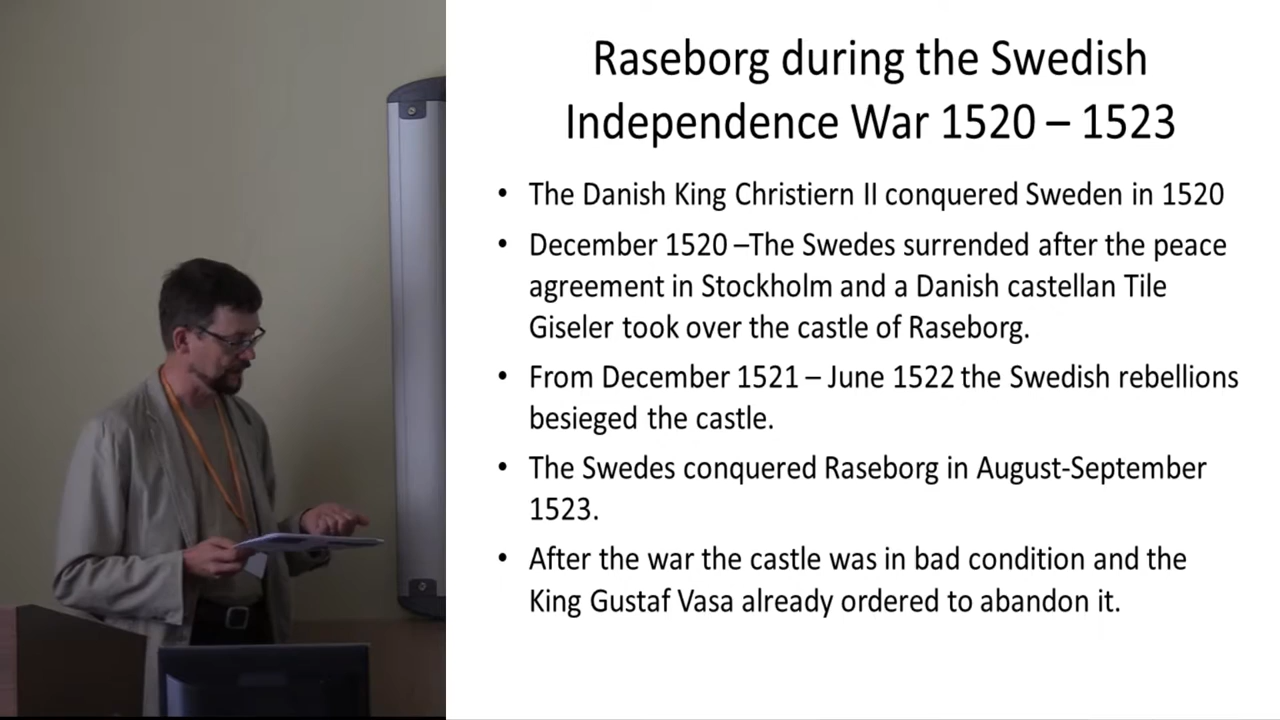 Raseborg during the Swedish
Independence War 1520 – 1523
• The Danish King Christiern II conquered Sweden in 1520
• December 1520 –The Swedes surrended after the peace
agreement in Stockholm and a Danish castellan Tile
Giseler took over the castle of Raseborg.
• From December 1521 – June 1522 the Swedish rebellions
besieged the castle.
• The Swedes conquered Raseborg in August-September
1523.
• After the war the castle was in bad condition and the
King Gustaf Vasa already ordered to abandon it.